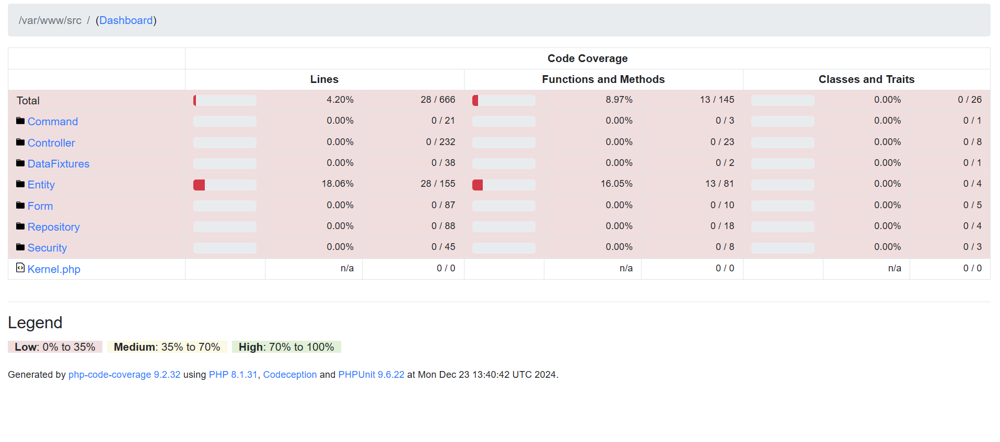 /var/www/src / (Dashboard)
Code Coverage
Lines Functions and Methods Classes and Traits
Total 4.20% 28 / 666 8.97% 13 / 145 0.00% 0 / 26
Command 0.00% 0 / 21 0.00% 0 / 3 0.00% 0 / 1
Controller 0.00% 0 / 232 0.00% 0 / 23 0.00% 0 / 8
DataFixtures 0.00% 0 / 38 0.00% 0 / 2 0.00% 0 / 1
Entity 18.06% 28 / 155 16.05% 13 / 81 0.00% 0 / 4
Form 0.00% 0 / 87 0.00% 0 / 10 0.00% 0 / 5
Repository 0.00% 0 / 88 0.00% 0 / 18 0.00% 0 / 4
Security 0.00% 0 / 45 0.00% 0 / 8 0.00% 0 / 3
Kernel.php n/a 0 / 0 n/a 0 / 0 n/a 0 / 0
Legend
Low: 0% to 35% Medium: 35% to 70% High: 70% to 100%
Generated by php-code-coverage 9.2.32 using PHP 8.1.31, Codeception and PHPUnit 9.6.22 at Mon Dec 23 13:40:42 UTC 2024.